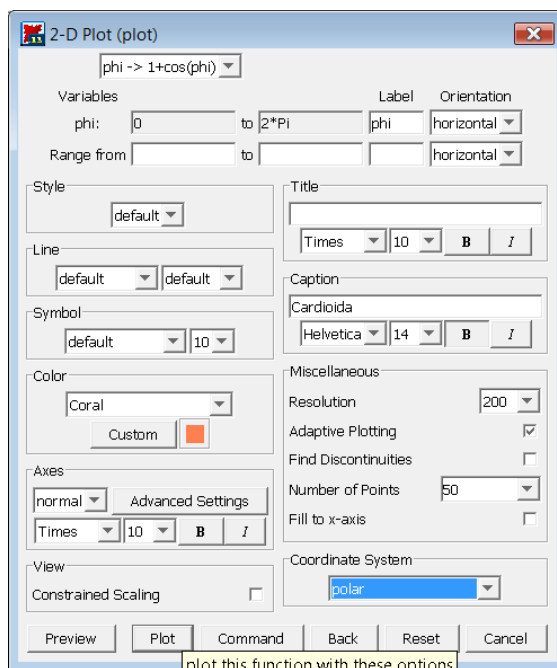 2-D Plot (plot)
phi -> 1+cos(phi)
Variables Label Orientation
phi: 0 to 2*Pi phi horizontal
Range from to horizontal
Style
default
Line
default default
Symbol
default 10
Color
Coral
Custom
Axes
normal Advanced Settings
Times 10 B I
View
Constrained Scaling
Title
Times 10 B I
Caption
Cardioida
Helvetica 14 B I
Miscellaneous
Resolution 200
Adaptive Plotting
Find Discontinuities
Number of Points 50
Fill to x-axis
Coordinate System
polar
Preview Plot Command Back Reset Cancel
plot this function with these options